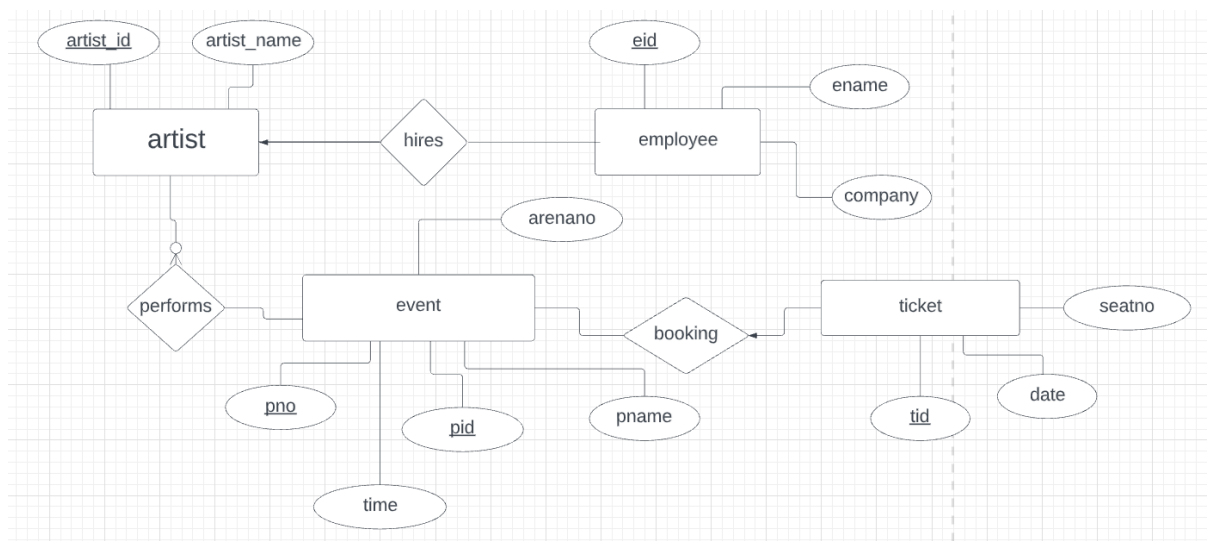 artist_id
artist_name
eid
ename
artist
hires
employee
company
arenano
performs
event
booking
ticket
seatno
pno
pid
pname
tid
date
time